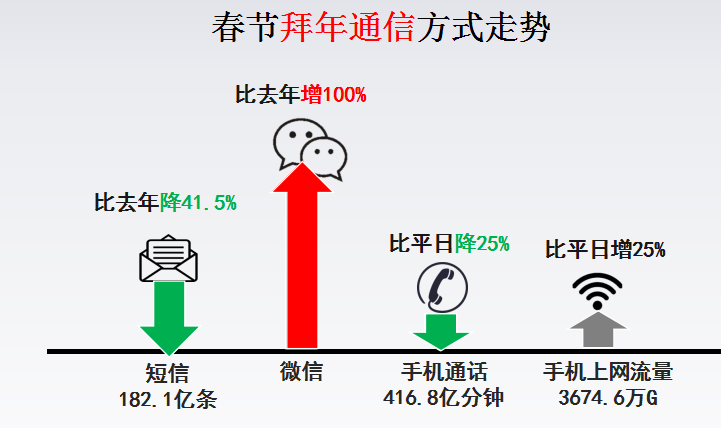 春节拜年通信方式走势
比去年增100%
比去年降41.5%
比平日降25%
比平日增25%
短信
182.1亿条
微信
手机通话
416.8亿分钟
手机上网流量
3674.6万G